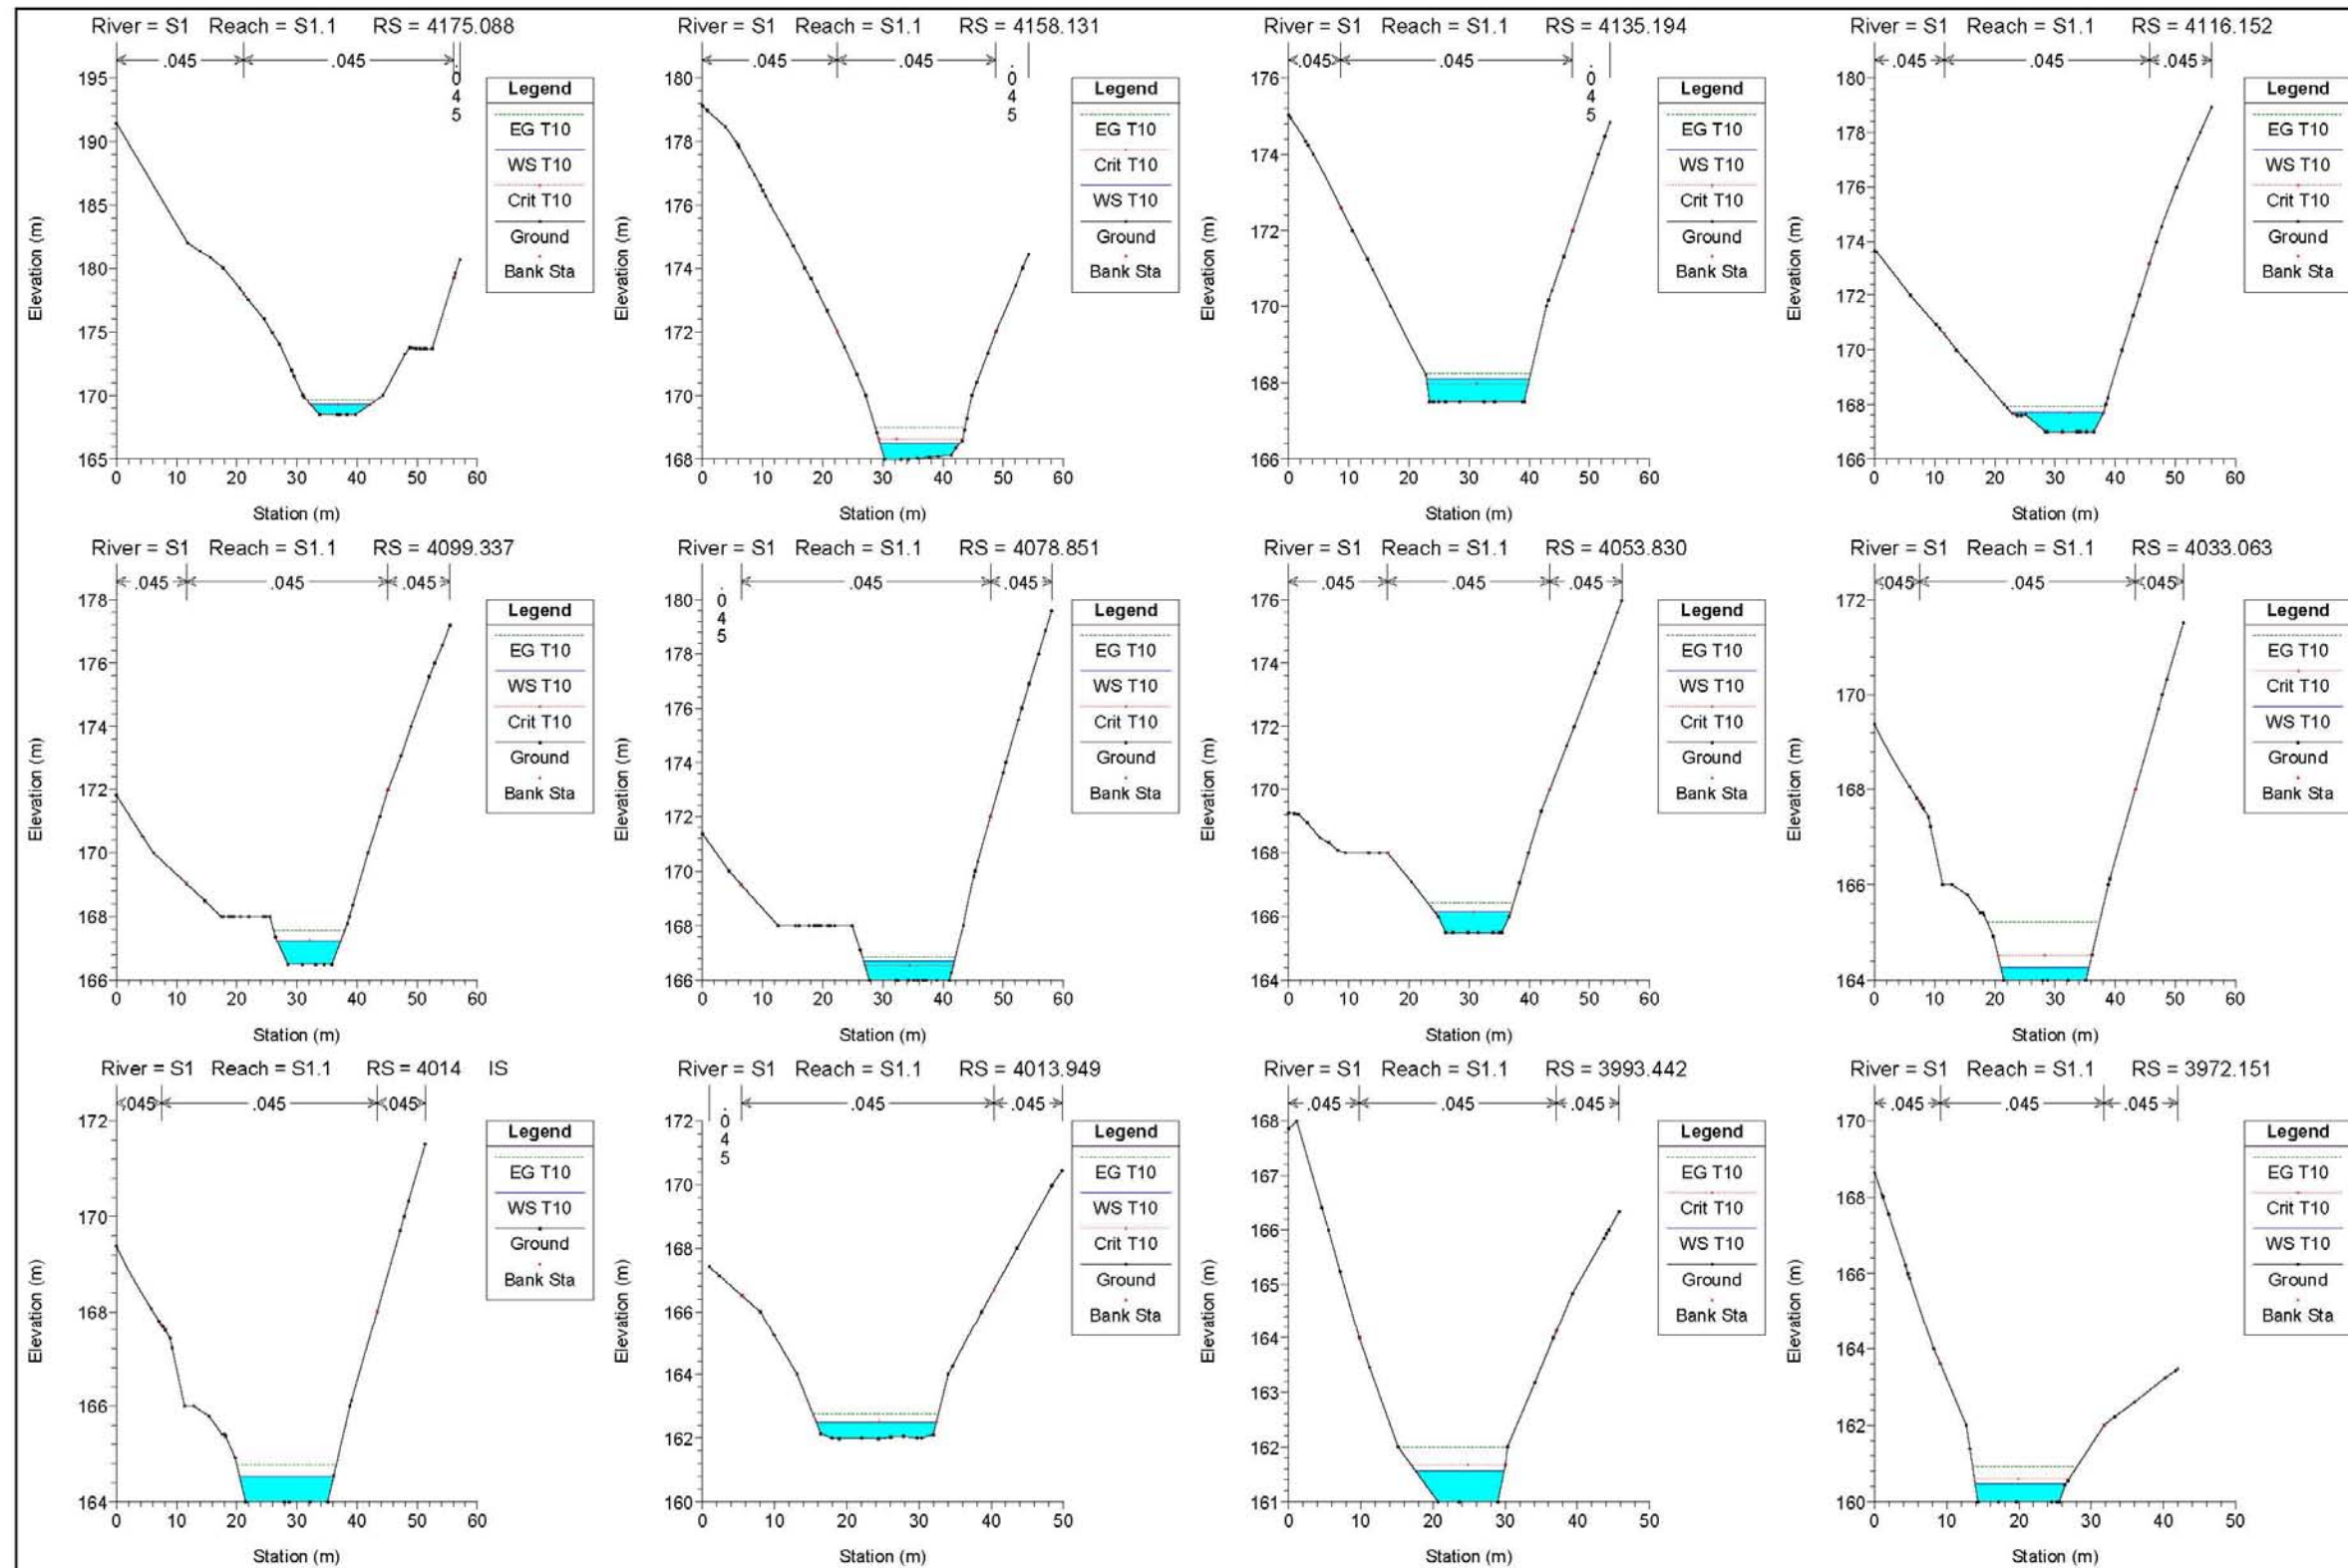 River = S1 Reach = S1.1 RS = 4175.088
.045 .045 .045
Elevation (m)
195
190
185
180
175
170
165
0 10 20 30 40 50 60
Station (m)
Legend
EG T10
WS T10
Crit T10
Ground
Bank Sta
River = S1 Reach = S1.1 RS = 4158.131
.045 .045 .045
Elevation (m)
180
178
176
174
172
170
168
0 10 20 30 40 50 60
Station (m)
Legend
EG T10
Crit T10
WS T10
Ground
Bank Sta
River = S1 Reach = S1.1 RS = 4135.194
.045 .045 .045
Elevation (m)
176
174
172
170
168
166
0 10 20 30 40 50 60
Station (m)
Legend
EG T10
WS T10
Crit T10
Ground
Bank Sta
River = S1 Reach = S1.1 RS = 4116.152
.045 .045 .045
Elevation (m)
180
178
176
174
172
170
168
166
0 10 20 30 40 50 60
Station (m)
Legend
EG T10
WS T10
Crit T10
Ground
Bank Sta
River = S1 Reach = S1.1 RS = 4099.337
.045 .045 .045
Elevation (m)
178
176
174
172
170
168
166
0 10 20 30 40 50 60
Station (m)
Legend
EG T10
WS T10
Crit T10
Ground
Bank Sta
River = S1 Reach = S1.1 RS = 4078.851
.045 .045 .045
Elevation (m)
180
178
176
174
172
170
168
166
0 10 20 30 40 50 60
Station (m)
Legend
EG T10
WS T10
Crit T10
Ground
Bank Sta
River = S1 Reach = S1.1 RS = 4053.830
.045 .045 .045
Elevation (m)
176
174
172
170
168
166
164
0 10 20 30 40 50 60
Station (m)
Legend
EG T10
WS T10
Crit T10
Ground
Bank Sta
River = S1 Reach = S1.1 RS = 4033.063
.045 .045 .045
Elevation (m)
172
170
168
166
164
0 10 20 30 40 50 60
Station (m)
Legend
EG T10
Crit T10
WS T10
Ground
Bank Sta
River = S1 Reach = S1.1 RS = 4014 IS
.045 .045 .045
Elevation (m)
172
170
168
166
164
0 10 20 30 40 50 60
Station (m)
Legend
EG T10
WS T10
Ground
Bank Sta
River = S1 Reach = S1.1 RS = 4013.949
.045 .045 .045
Elevation (m)
172
170
168
166
164
162
160
0 10 20 30 40 50
Station (m)
Legend
EG T10
WS T10
Crit T10
Ground
Bank Sta
River = S1 Reach = S1.1 RS = 3993.442
.045 .045 .045
Elevation (m)
168
167
166
165
164
163
162
161
0 10 20 30 40 50
Station (m)
Legend
EG T10
Crit T10
WS T10
Ground
Bank Sta
River = S1 Reach = S1.1 RS = 3972.151
.045 .045 .045
Elevation (m)
170
168
166
164
162
160
0 10 20 30 40 50
Station (m)
Legend
EG T10
Crit T10
WS T10
Ground
Bank Sta